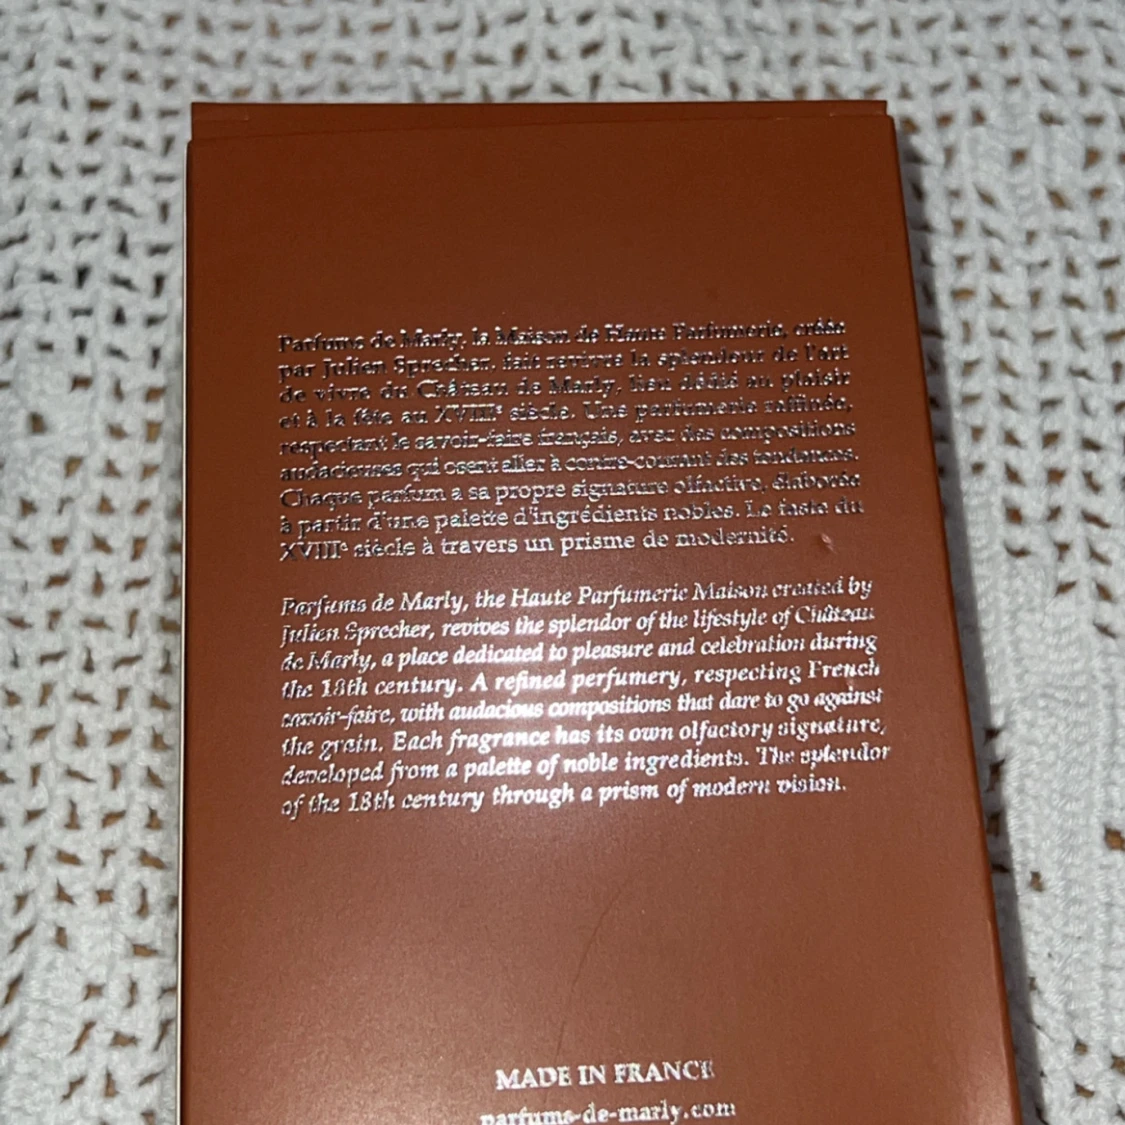 Parfums de Marly, la Maison de Haute Parfumerie, créée
par Julien Sprecher, fait revivre la splendeur de l'art
de vivre du Château de Marly, lieu dédié au plaisir
et à la fête au XVIIIe siècle. Une parfumerie raffinée,
respectant le savoir-faire français, avec des compositions
audacieuses qui osent aller à contre-courant des tendances.
Chaque parfum a sa propre signature olfactive, élaborée
à partir d'une palette d'ingrédients nobles. Le faste du
XVIIIe siècle à travers un prisme de modernité.
Parfums de Marly, the Haute Parfumerie Maison created by
Julien Sprecher, revives the splendor of the lifestyle of Château
de Marly, a place dedicated to pleasure and celebration during
the 18th century. A refined perfumery, respecting French
savoir-faire, with audacious compositions that dare to go against
the grain. Each fragrance has its own olfactory signature,
developed from a palette of noble ingredients. The splendor
of the 18th century through a prism of modern vision.
MADE IN FRANCE
parfums-de-marly.com